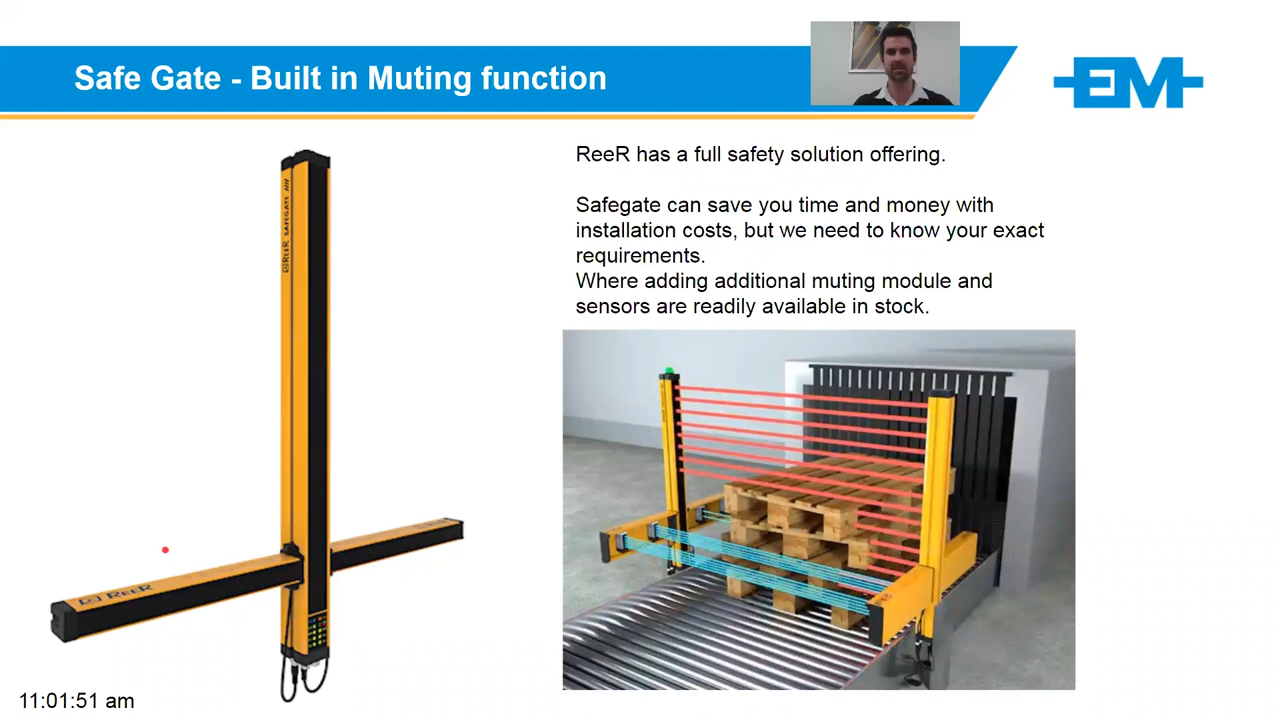 Safe Gate - Built in Muting function
EM
ReeR has a full safety solution offering.
Safegate can save you time and money with
installation costs, but we need to know your exact
requirements.
Where adding additional muting module and
sensors are readily available in stock.
REER SAFEGATE
REER
11:01:51 am